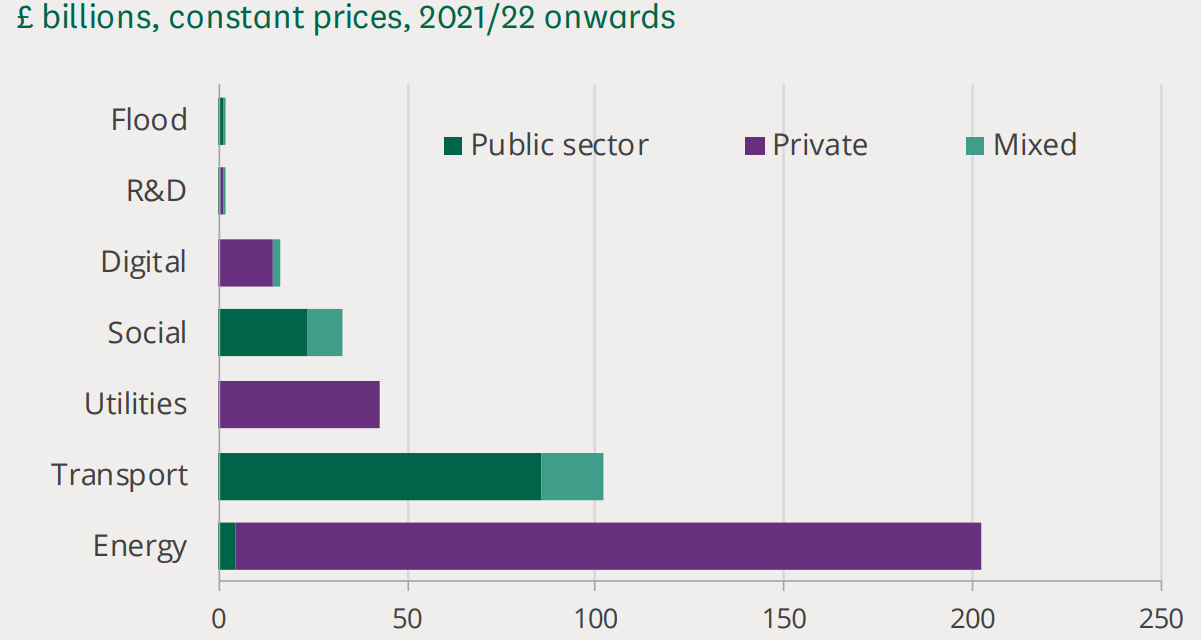 £ billions, constant prices, 2021/22 onwards
Flood
Public sector Private Mixed
R&D
Digital
Social
Utilities
Transport
Energy
0 50 100 150 200 250